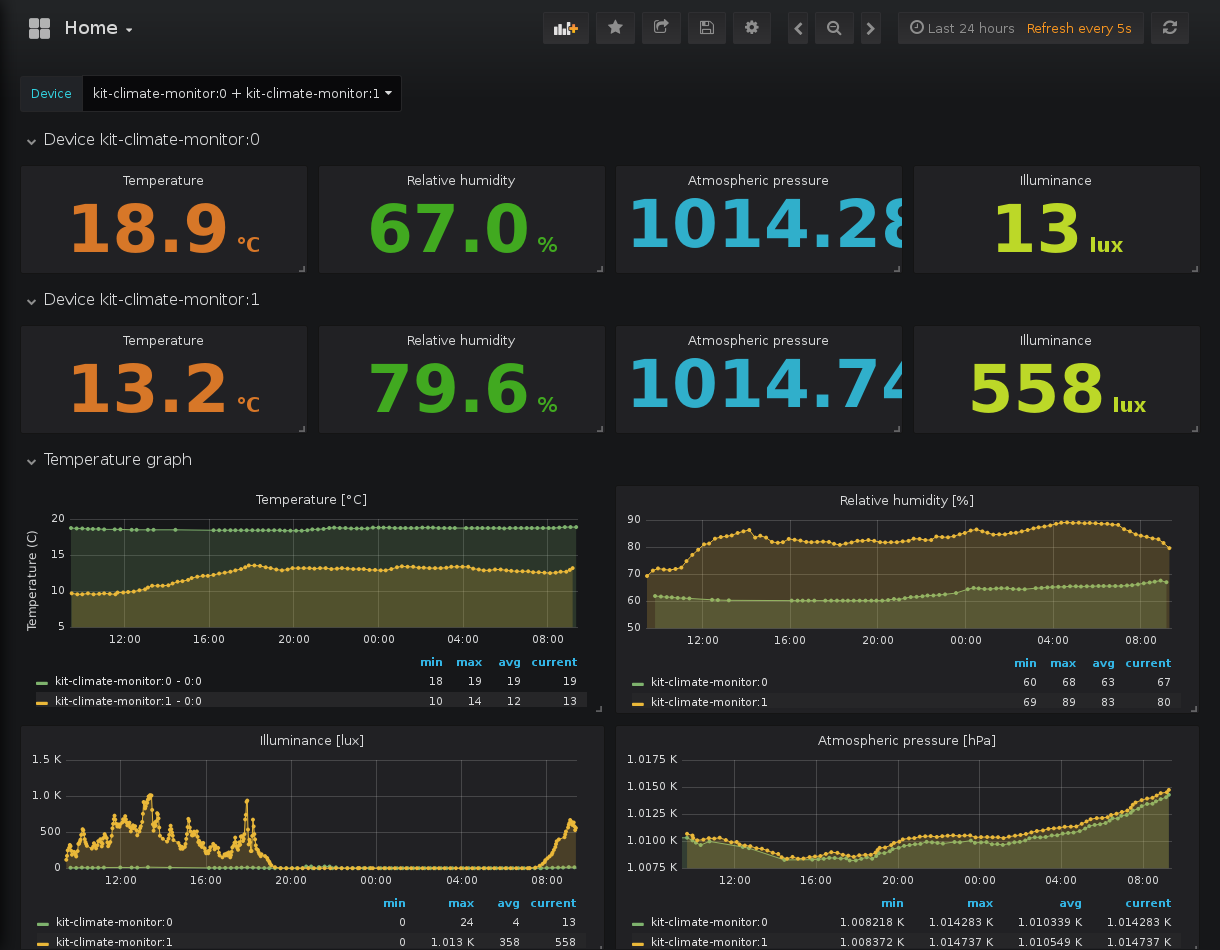 Home
Last 24 hours Refresh every 5s
Device kit-climate-monitor:0 + kit-climate-monitor:1
Device kit-climate-monitor:0
Temperature Relative humidity Atmospheric pressure Illuminance
18.9 °C 67.0 % 1014.28 13 lux
Device kit-climate-monitor:1
Temperature Relative humidity Atmospheric pressure Illuminance
13.2 °C 79.6 % 1014.74 558 lux
Temperature graph
Temperature [°C]
Temperature (C)
20
15
10
5
12:00 16:00 20:00 00:00 04:00 08:00
min max avg current
kit-climate-monitor:0 - 0:0 18 19 19 19
kit-climate-monitor:1 - 0:0 10 14 12 13
Relative humidity [%]
90
80
70
60
50
12:00 16:00 20:00 00:00 04:00 08:00
min max avg current
kit-climate-monitor:0 60 68 63 67
kit-climate-monitor:1 69 89 83 80
Illuminance [lux]
1.5 K
1.0 K
500
0
12:00 16:00 20:00 00:00 04:00 08:00
min max avg current
kit-climate-monitor:0 0 24 4 13
kit-climate-monitor:1 0 1.013 K 358 558
Atmospheric pressure [hPa]
1.0175 K
1.0150 K
1.0125 K
1.0100 K
1.0075 K
12:00 16:00 20:00 00:00 04:00 08:00
min max avg current
kit-climate-monitor:0 1.008218 K 1.014283 K 1.010339 K 1.014283 K
kit-climate-monitor:1 1.008372 K 1.014737 K 1.010549 K 1.014737 K